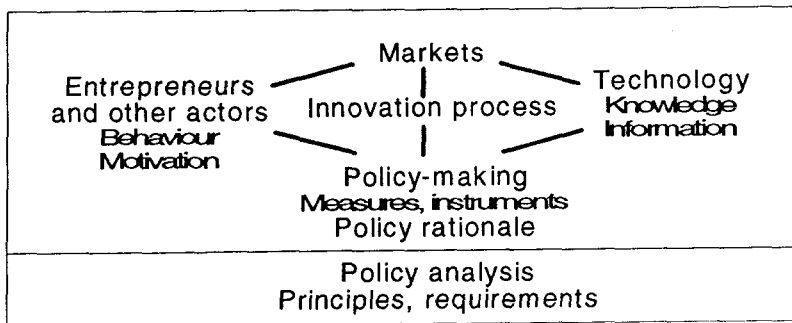 Markets
Entrepreneurs
and other actors
Behaviour
Motivation
Innovation process
Technology
Knowledge
Information
Policy-making
Measures, instruments
Policy rationale
Policy analysis
Principles, requirements